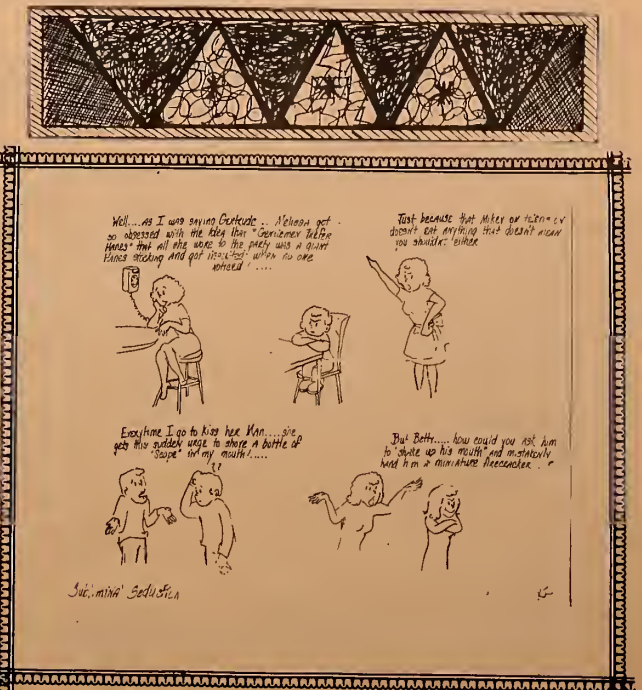 Well....As I was saying Gertrude .. Melissa got
so obsessed with the idea that "Gentlemen Prefer
Hanes" that all she wore to the party was a giant
Hanes stocking and got insulted when no one
noticed!....
Just because that Mikey on
doesn't eat anything that doesn't mean
you shouldn't either
Everytime I go to kiss her Man.....she
gets this sudden urge to shove a bottle of
"Scope" in my mouth!.....
??
But Betty..... how could you ask him
to up his mouth" and mistakenly
hand him a miniature firecracker..
Seduction